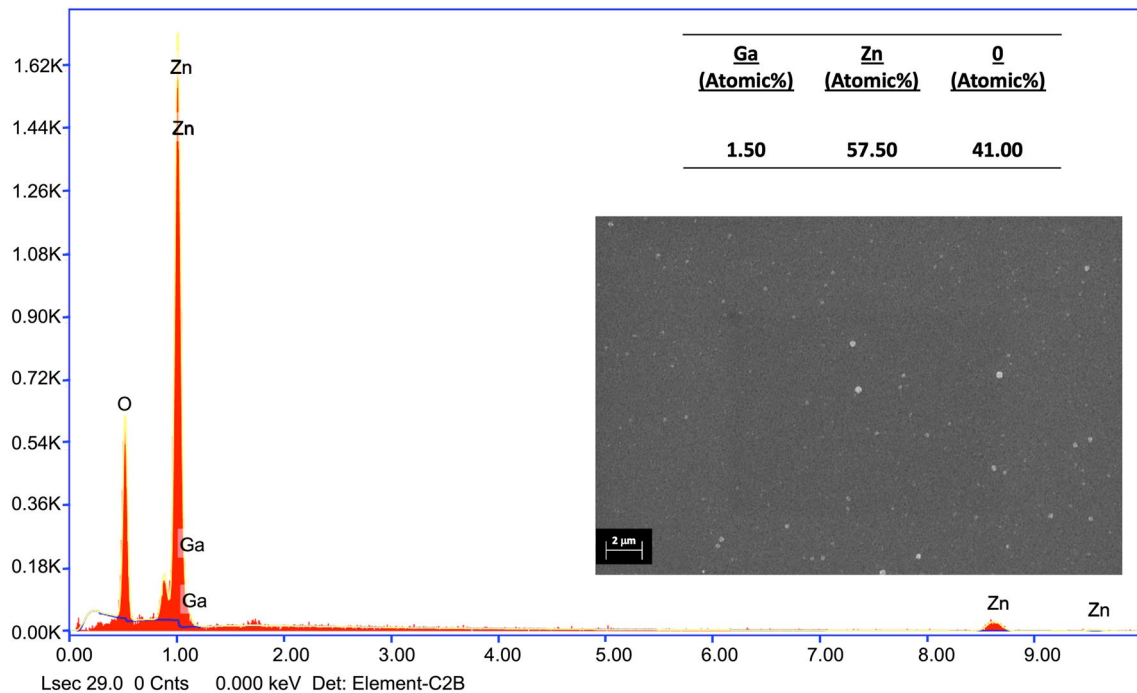 1.62K
1.44K
1.26K
1.08K
0.90K
0.72K
0.54K
0.36K
0.18K
0.00K
Zn
Zn
O
Ga
Ga
Zn
Zn
0.00 1.00 2.00 3.00 4.00 5.00 6.00 7.00 8.00 9.00
Lsec 29.0 0 Cnts 0.000 keV Det: Element-C2B
Ga Zn 0
(Atomic%) (Atomic%) (Atomic%)
1.50 57.50 41.00
2 µm